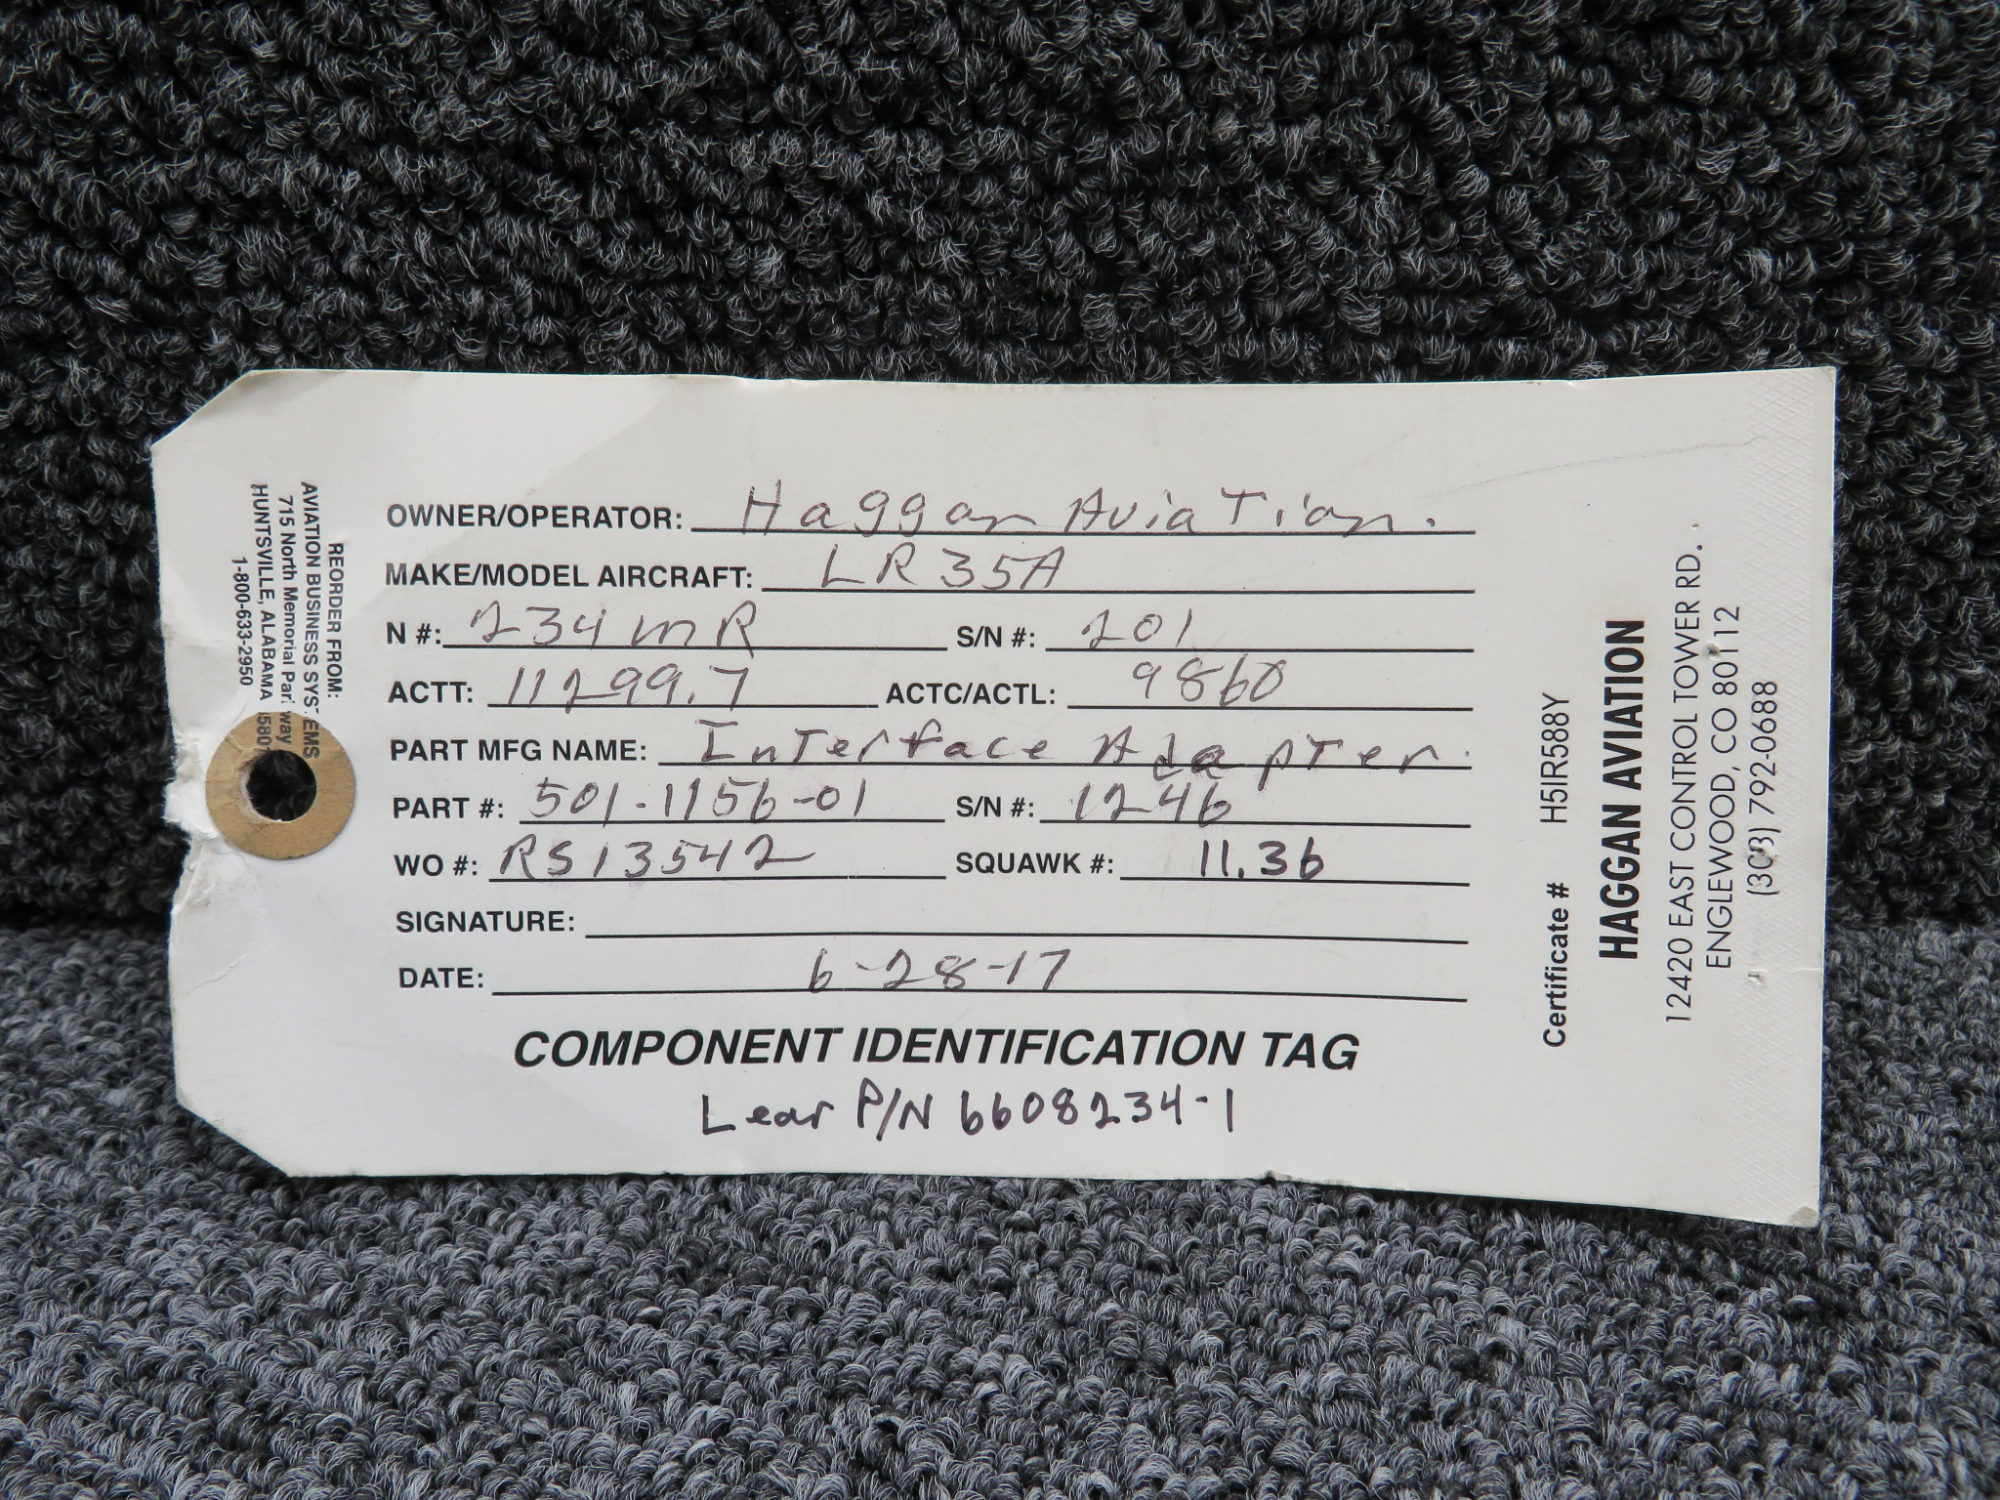 OWNER/OPERATOR: Haggan Aviation.
MAKE/MODEL AIRCRAFT: LR35A
N #: 234MR S/N #: 201
ACTT: 11299.7 ACTC/ACTL: 9860
PART MFG NAME: Interface Adapter.
PART #: 501-1156-01 S/N #: 1246
WO #: RS13542 SQUAWK #: 11.36
SIGNATURE:
DATE: 6-28-17
COMPONENT IDENTIFICATION TAG
Lear P/N 6608234-1
REORDER FROM:
AVIATION BUSINESS SYSTEMS
715 North Memorial Parkway
HUNTSVILLE, ALABAMA
1-800-633-2950
Certificate # H5IR588Y
HAGGAN AVIATION
12420 EAST CONTROL TOWER RD.
ENGLEWOOD, CO 80112
(303) 792-0688